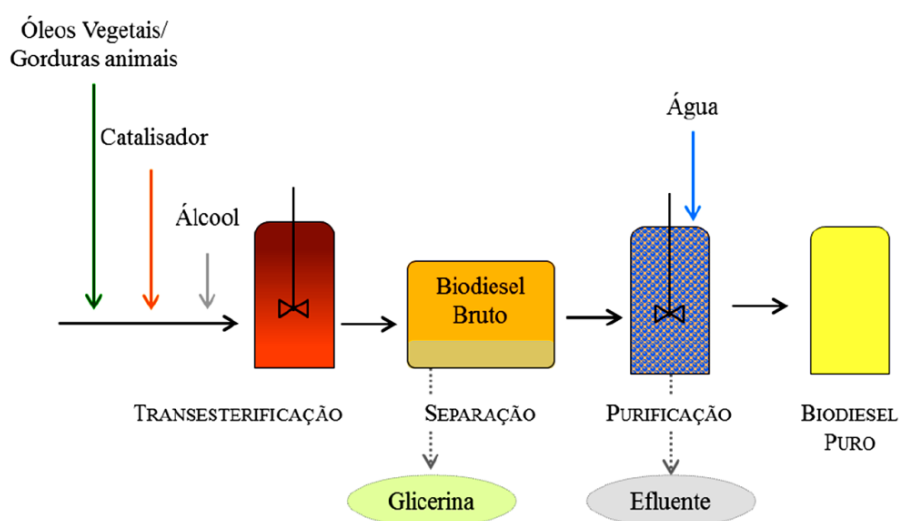 Óleos Vegetais/
Gorduras animais
Catalisador
Álcool
Água
Biodiesel
Bruto
TRANSESTERIFICAÇÃO
SEPARAÇÃO
PURIFICAÇÃO
BIODIESEL
PURO
Glicerina
Efluente